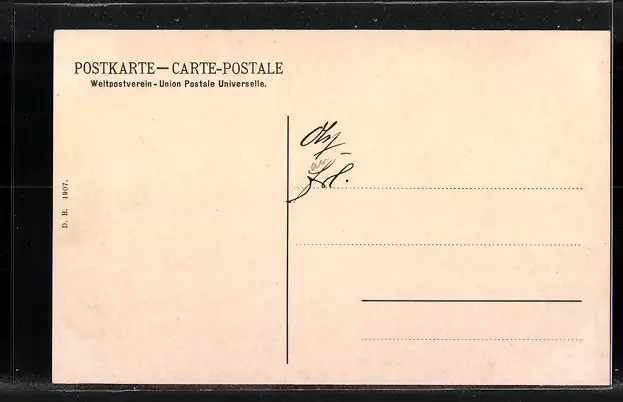 POSTKARTE—CARTE-POSTALE
Weltpostverein - Union Postale Universelle.
D. B. 1907.